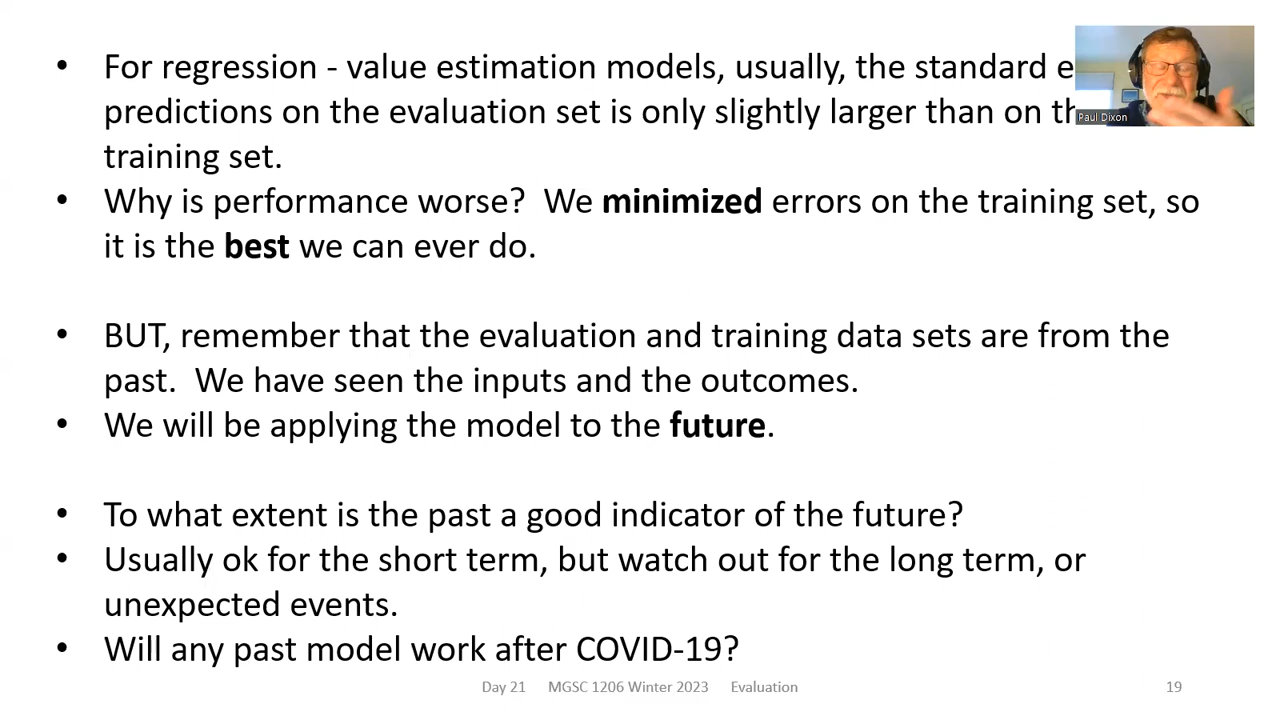 • For regression - value estimation models, usually, the standard e
predictions on the evaluation set is only slightly larger than on th
training set.
• Why is performance worse?  We minimized errors on the training set, so
it is the best we can ever do.
• BUT, remember that the evaluation and training data sets are from the
past.  We have seen the inputs and the outcomes.
• We will be applying the model to the future.
• To what extent is the past a good indicator of the future?
• Usually ok for the short term, but watch out for the long term, or
unexpected events.
• Will any past model work after COVID-19?
Paul Dixon
Day 21 MGSC 1206 Winter 2023 Evaluation 19